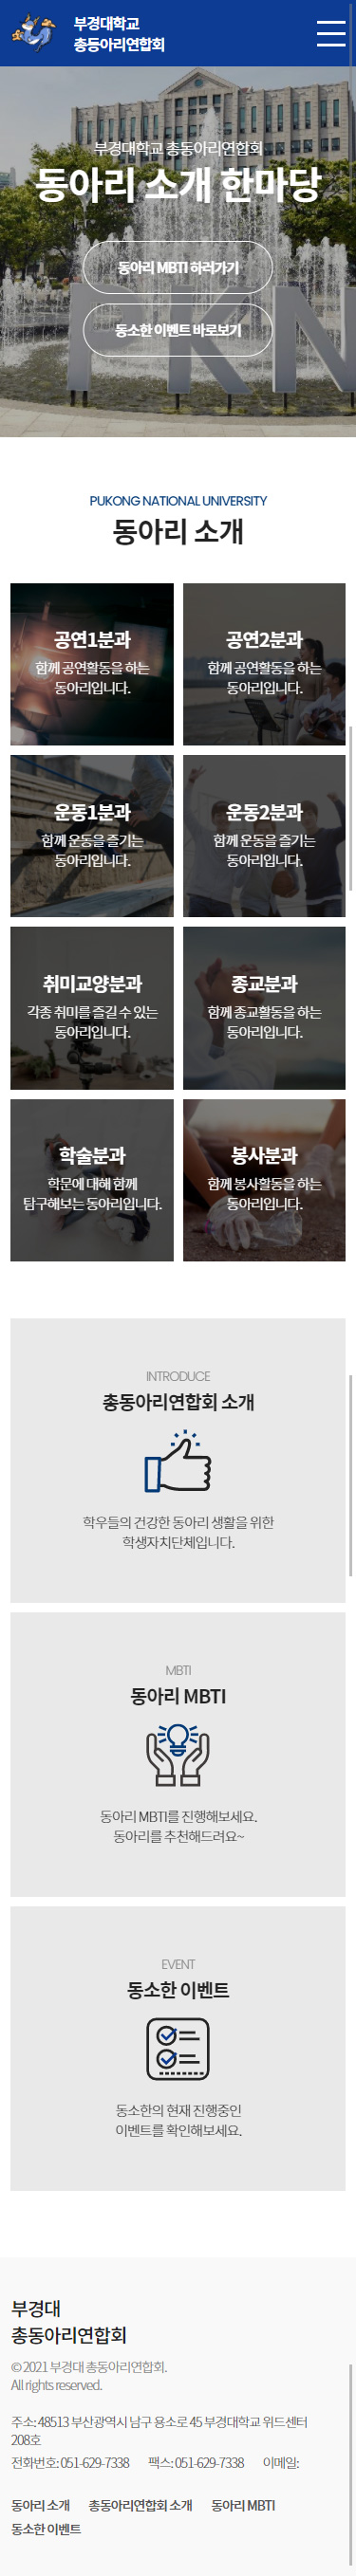 부경대학교
총동아리연합회
부경대학교 총동아리연합회
동아리 소개 한마당
동아리 MBTI 하러가기
동소한 이벤트 바로보기
PKN
PUKONG NATIONAL UNIVERSITY
동아리 소개
공연1분과
함께 공연활동을 하는
동아리입니다.
공연2분과
함께 공연활동을 하는
동아리입니다.
운동1분과
함께 운동을 즐기는
동아리입니다.
운동2분과
함께 운동을 즐기는
동아리입니다.
취미교양분과
각종 취미를 즐길 수 있는
동아리입니다.
종교분과
함께 종교활동을 하는
동아리입니다.
학술분과
학문에 대해 함께
탐구해보는 동아리입니다.
봉사분과
함께 봉사활동을 하는
동아리입니다.
INTRODUCE
총동아리연합회 소개
학우들의 건강한 동아리 생활을 위한
학생자치단체입니다.
MBTI
동아리 MBTI
동아리 MBTI를 진행해보세요.
동아리를 추천해드려요~
EVENT
동소한 이벤트
동소한의 현재 진행중인
이벤트를 확인해보세요.
부경대
총동아리연합회
© 2021 부경대 총동아리연합회.
All rights reserved.
주소: 48513 부산광역시 남구 용소로 45 부경대학교 위드센터
208호
전화번호: 051-629-7338 팩스: 051-629-7338 이메일:
동아리 소개 총동아리연합회 소개 동아리 MBTI
동소한 이벤트